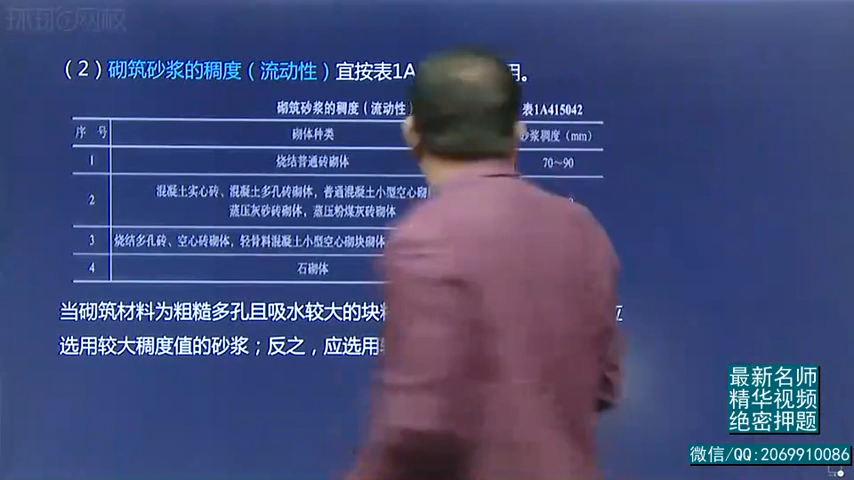 环球网校
（2）砌筑砂浆的稠度（流动性）宜按表1A 用。
砌筑砂浆的稠度（流动性 表1A415042
序 号 砌体种类 砂浆稠度（mm）
1 烧结普通砖砌体 70～90
2 混凝土实心砖、混凝土多孔砖砌体，普通混凝土小型空心砌
蒸压灰砂砖砌体，蒸压粉煤灰砖砌体
3 烧结多孔砖、空心砖砌体，轻骨料混凝土小型空心砌块砌体
4 石砌体
当砌筑材料为粗糙多孔且吸水较大的块
选用较大稠度值的砂浆；反之，应选用
最新名师
精华视频
绝密押题
微信/QQ:2069910086